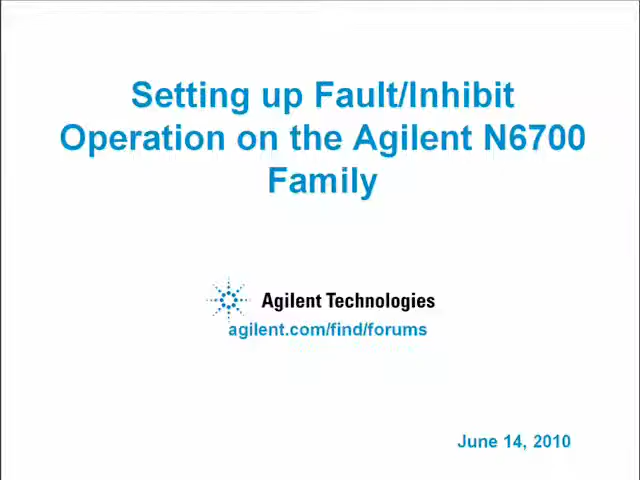 Setting up Fault/Inhibit
Operation on the Agilent N6700
Family
Agilent Technologies
agilent.com/find/forums
June 14, 2010